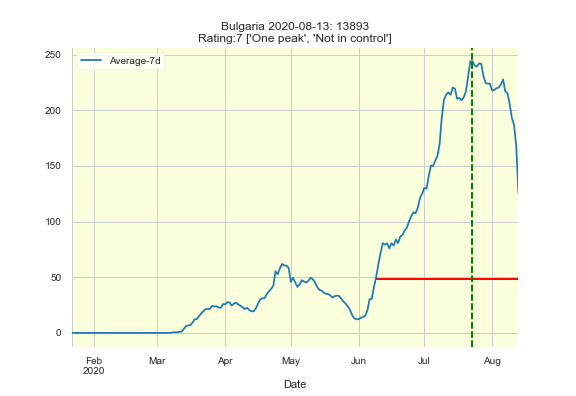 Bulgaria 2020-08-13: 13893
Rating:7 ['One peak', 'Not in control']
Average-7d
250
200
150
100
50
0
Feb
2020
Mar
Apr
May
Jun
Jul
Aug
Date